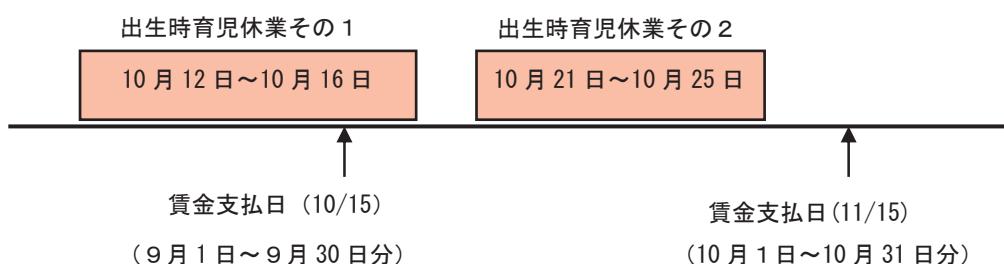 出生時育児休業その１
出生時育児休業その２
10 月 12 日～10 月 16 日
10 月 21 日～10 月 25 日
賃金支払日（10/15）
賃金支払日(11/15)
（９月１日～９月 30 日分）
（10 月１日～10 月 31 日分）